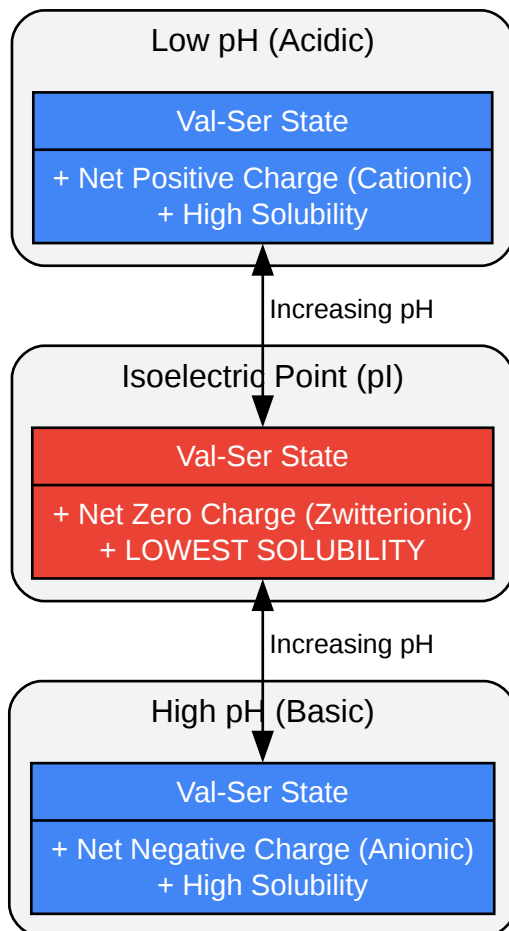 Low pH (Acidic)
Val-Ser State
+ Net Positive Charge (Cationic)
+ High Solubility
Increasing pH
Isoelectric Point (pI)
Val-Ser State
+ Net Zero Charge (Zwitterionic)
+ LOWEST SOLUBILITY
Increasing pH
High pH (Basic)
Val-Ser State
+ Net Negative Charge (Anionic)
+ High Solubility